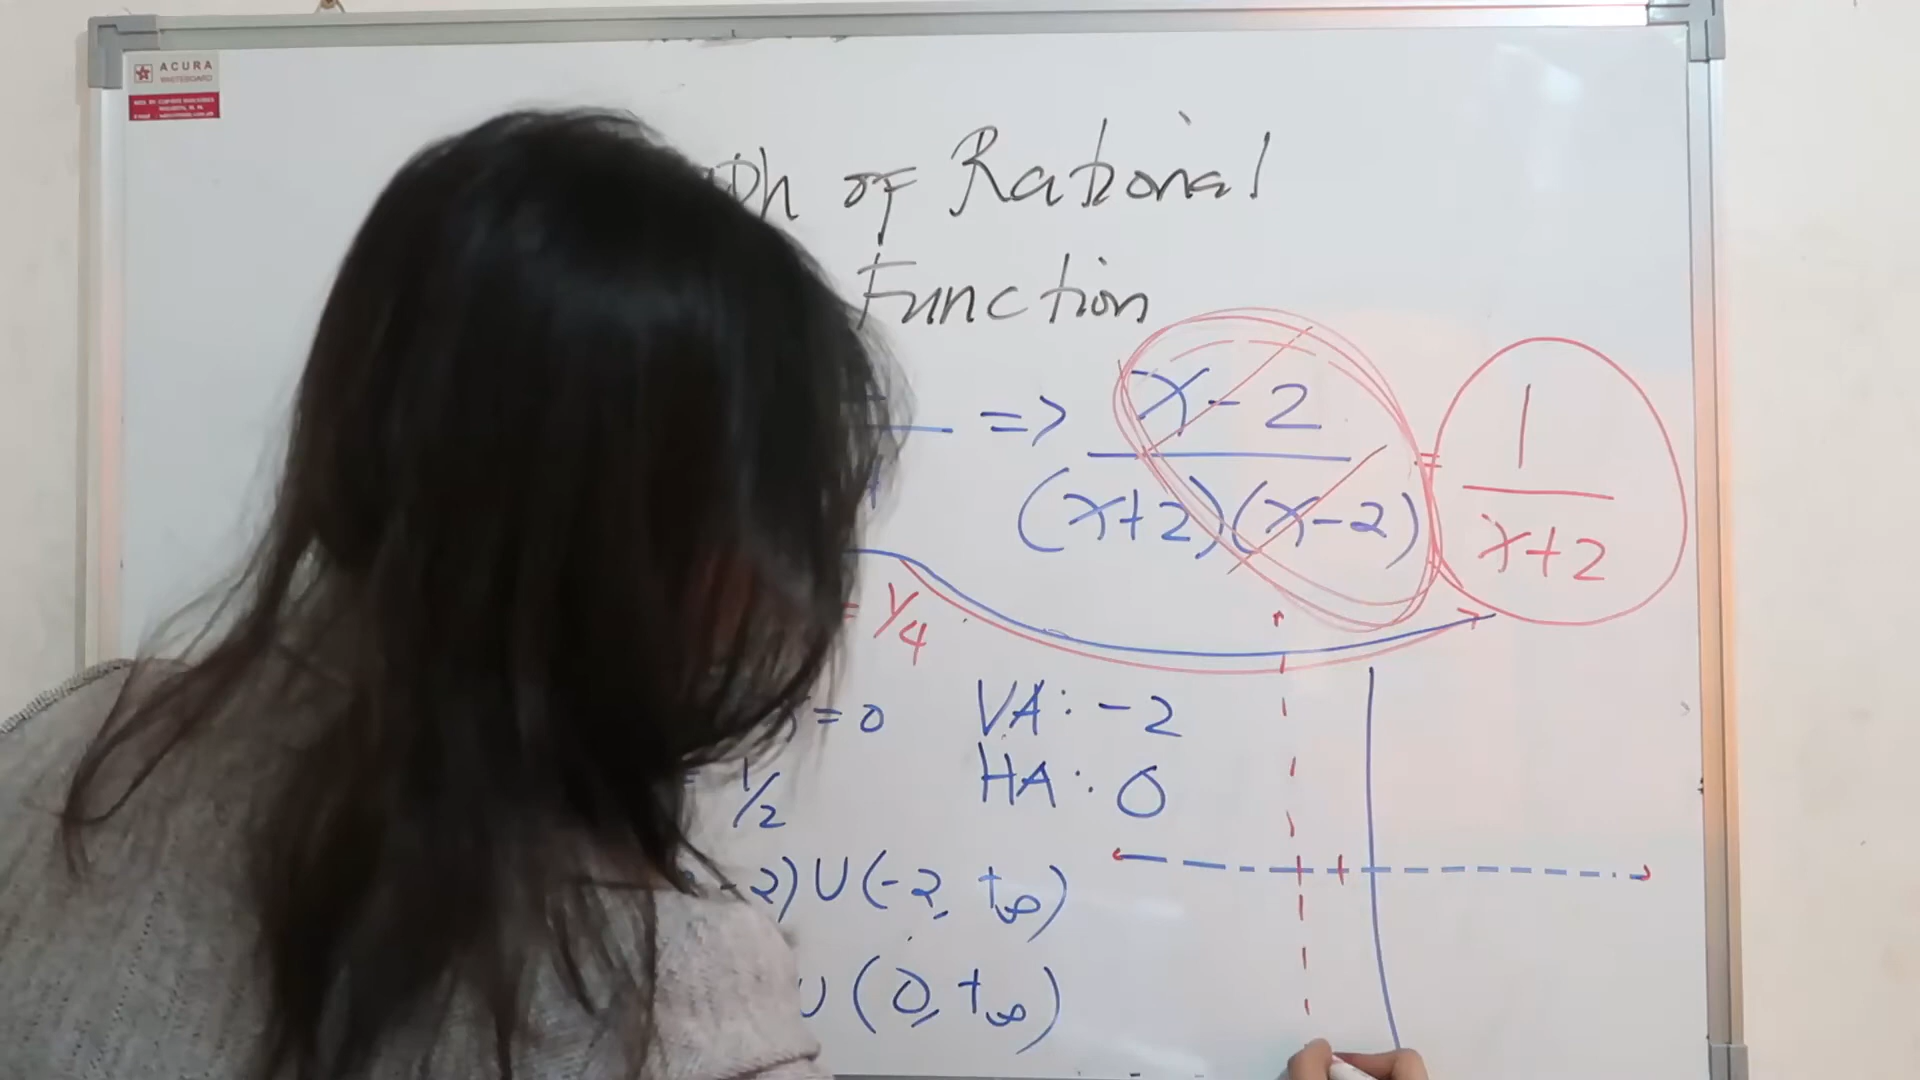 ACURA
WHITEBOARD
of Rational
Function
=> x-2 / (x+2)(x-2) = 1 / x+2
= 1/4
= 0 VA: -2
1/2 HA: 0
-2) U (-2, +∞)
U (0, +∞)